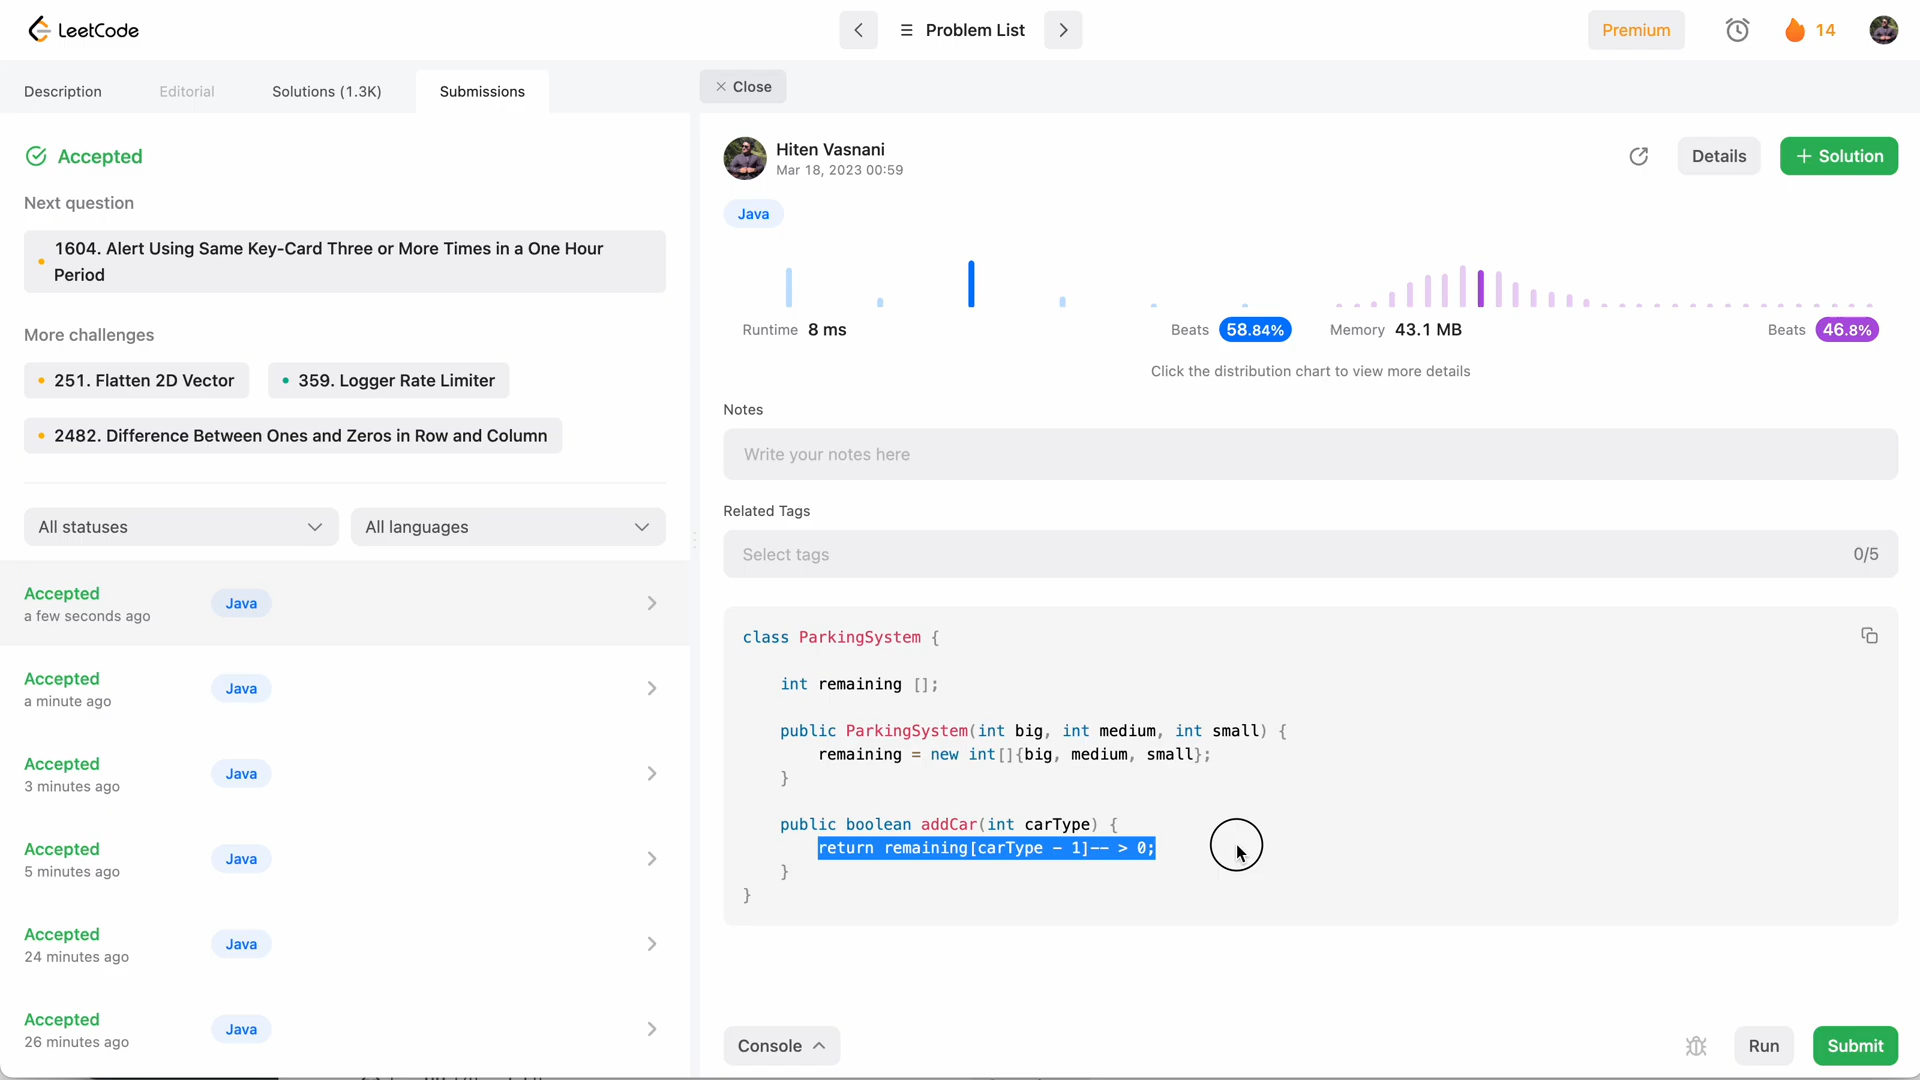 LeetCode
Problem List
Premium
14
Description
Editorial
Solutions (1.3K)
Submissions
Close
Accepted
Next question
1604. Alert Using Same Key-Card Three or More Times in a One Hour
Period
More challenges
251. Flatten 2D Vector
359. Logger Rate Limiter
2482. Difference Between Ones and Zeros in Row and Column
All statuses
All languages
Accepted
a few seconds ago
Java
Accepted
a minute ago
Java
Accepted
3 minutes ago
Java
Accepted
5 minutes ago
Java
Accepted
24 minutes ago
Java
Accepted
26 minutes ago
Java
Hiten Vasnani
Mar 18, 2023 00:59
Details
+ Solution
Java
Runtime 8 ms
Beats 58.84%
Memory 43.1 MB
Beats 46.8%
Click the distribution chart to view more details
Notes
Write your notes here
Related Tags
Select tags
0/5
class ParkingSystem {
int remaining [];
public ParkingSystem(int big, int medium, int small) {
remaining = new int[]{big, medium, small};
}
public boolean addCar(int carType) {
return remaining[carType - 1]-- > 0;
}
}
Console
Run
Submit